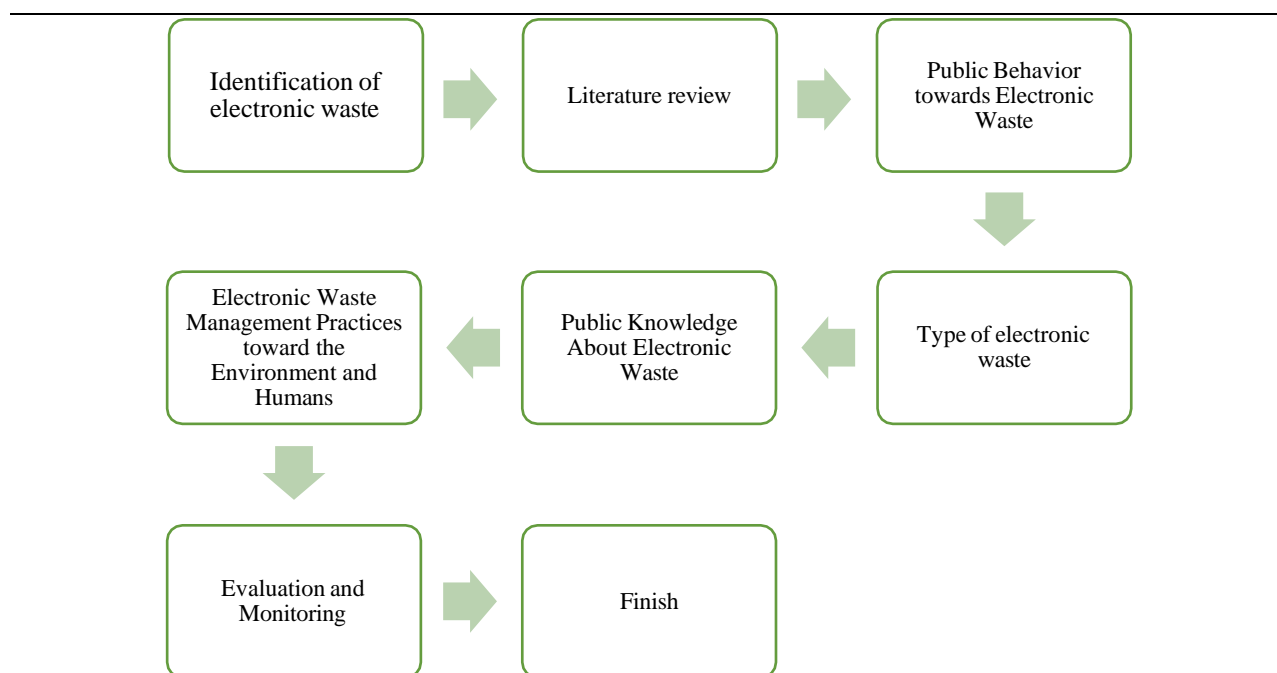 Identification of
electronic waste
Literature review
Public Behavior
towards Electronic
Waste
Type of electronic
waste
Public Knowledge
About Electronic
Waste
Electronic Waste
Management Practices
toward the
Environment and
Humans
Evaluation and
Monitoring
Finish